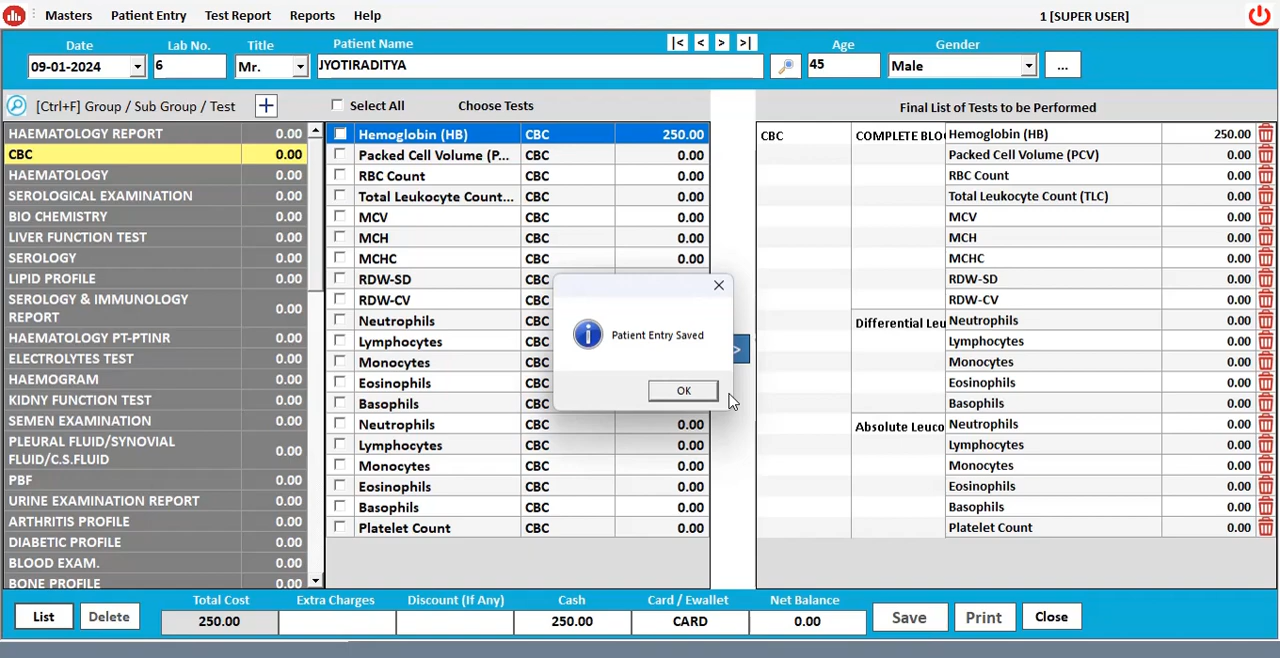 Masters Patient Entry Test Report Reports Help 1 [SUPER USER]
Date Lab No. Title Patient Name |< < > >| Age Gender
09-01-2024 6 Mr. JYOTIRADITYA 45 Male ...
[Ctrl+F] Group / Sub Group / Test + Select All Choose Tests Final List of Tests to be Performed
HAEMATOLOGY REPORT 0.00
CBC 0.00
HAEMATOLOGY 0.00
SEROLOGICAL EXAMINATION 0.00
BIO CHEMISTRY 0.00
LIVER FUNCTION TEST 0.00
SEROLOGY 0.00
LIPID PROFILE 0.00
SEROLOGY & IMMUNOLOGY
REPORT 0.00
HAEMATOLOGY PT-PTINR 0.00
ELECTROLYTES TEST 0.00
HAEMOGRAM 0.00
KIDNY FUNCTION TEST 0.00
SEMEN EXAMINATION 0.00
PLEURAL FLUID/SYNOVIAL
FLUID/C.S.FLUID 0.00
PBF 0.00
URINE EXAMINATION REPORT 0.00
ARTHRITIS PROFILE 0.00
DIABETIC PROFILE 0.00
BLOOD EXAM. 0.00
BONE PROFILE 0.00
Hemoglobin (HB) CBC 250.00
Packed Cell Volume (P... CBC 0.00
RBC Count CBC 0.00
Total Leukocyte Count... CBC 0.00
MCV CBC 0.00
MCH CBC 0.00
MCHC CBC 0.00
RDW-SD CBC
RDW-CV CBC
Neutrophils CBC
Lymphocytes CBC
Monocytes CBC
Eosinophils CBC
Basophils CBC
Neutrophils CBC 0.00
Lymphocytes CBC 0.00
Monocytes CBC 0.00
Eosinophils CBC 0.00
Basophils CBC 0.00
Platelet Count CBC 0.00
Patient Entry Saved
OK
>
CBC COMPLETE BLO Hemoglobin (HB) 250.00
Packed Cell Volume (PCV) 0.00
RBC Count 0.00
Total Leukocyte Count (TLC) 0.00
MCV 0.00
MCH 0.00
MCHC 0.00
RDW-SD 0.00
RDW-CV 0.00
Differential Leu Neutrophils 0.00
Lymphocytes 0.00
Monocytes 0.00
Eosinophils 0.00
Basophils 0.00
Absolute Leuco Neutrophils 0.00
Lymphocytes 0.00
Monocytes 0.00
Eosinophils 0.00
Basophils 0.00
Platelet Count 0.00
Total Cost Extra Charges Discount (If Any) Cash Card / Ewallet Net Balance
List Delete 250.00 250.00 CARD 0.00 Save Print Close